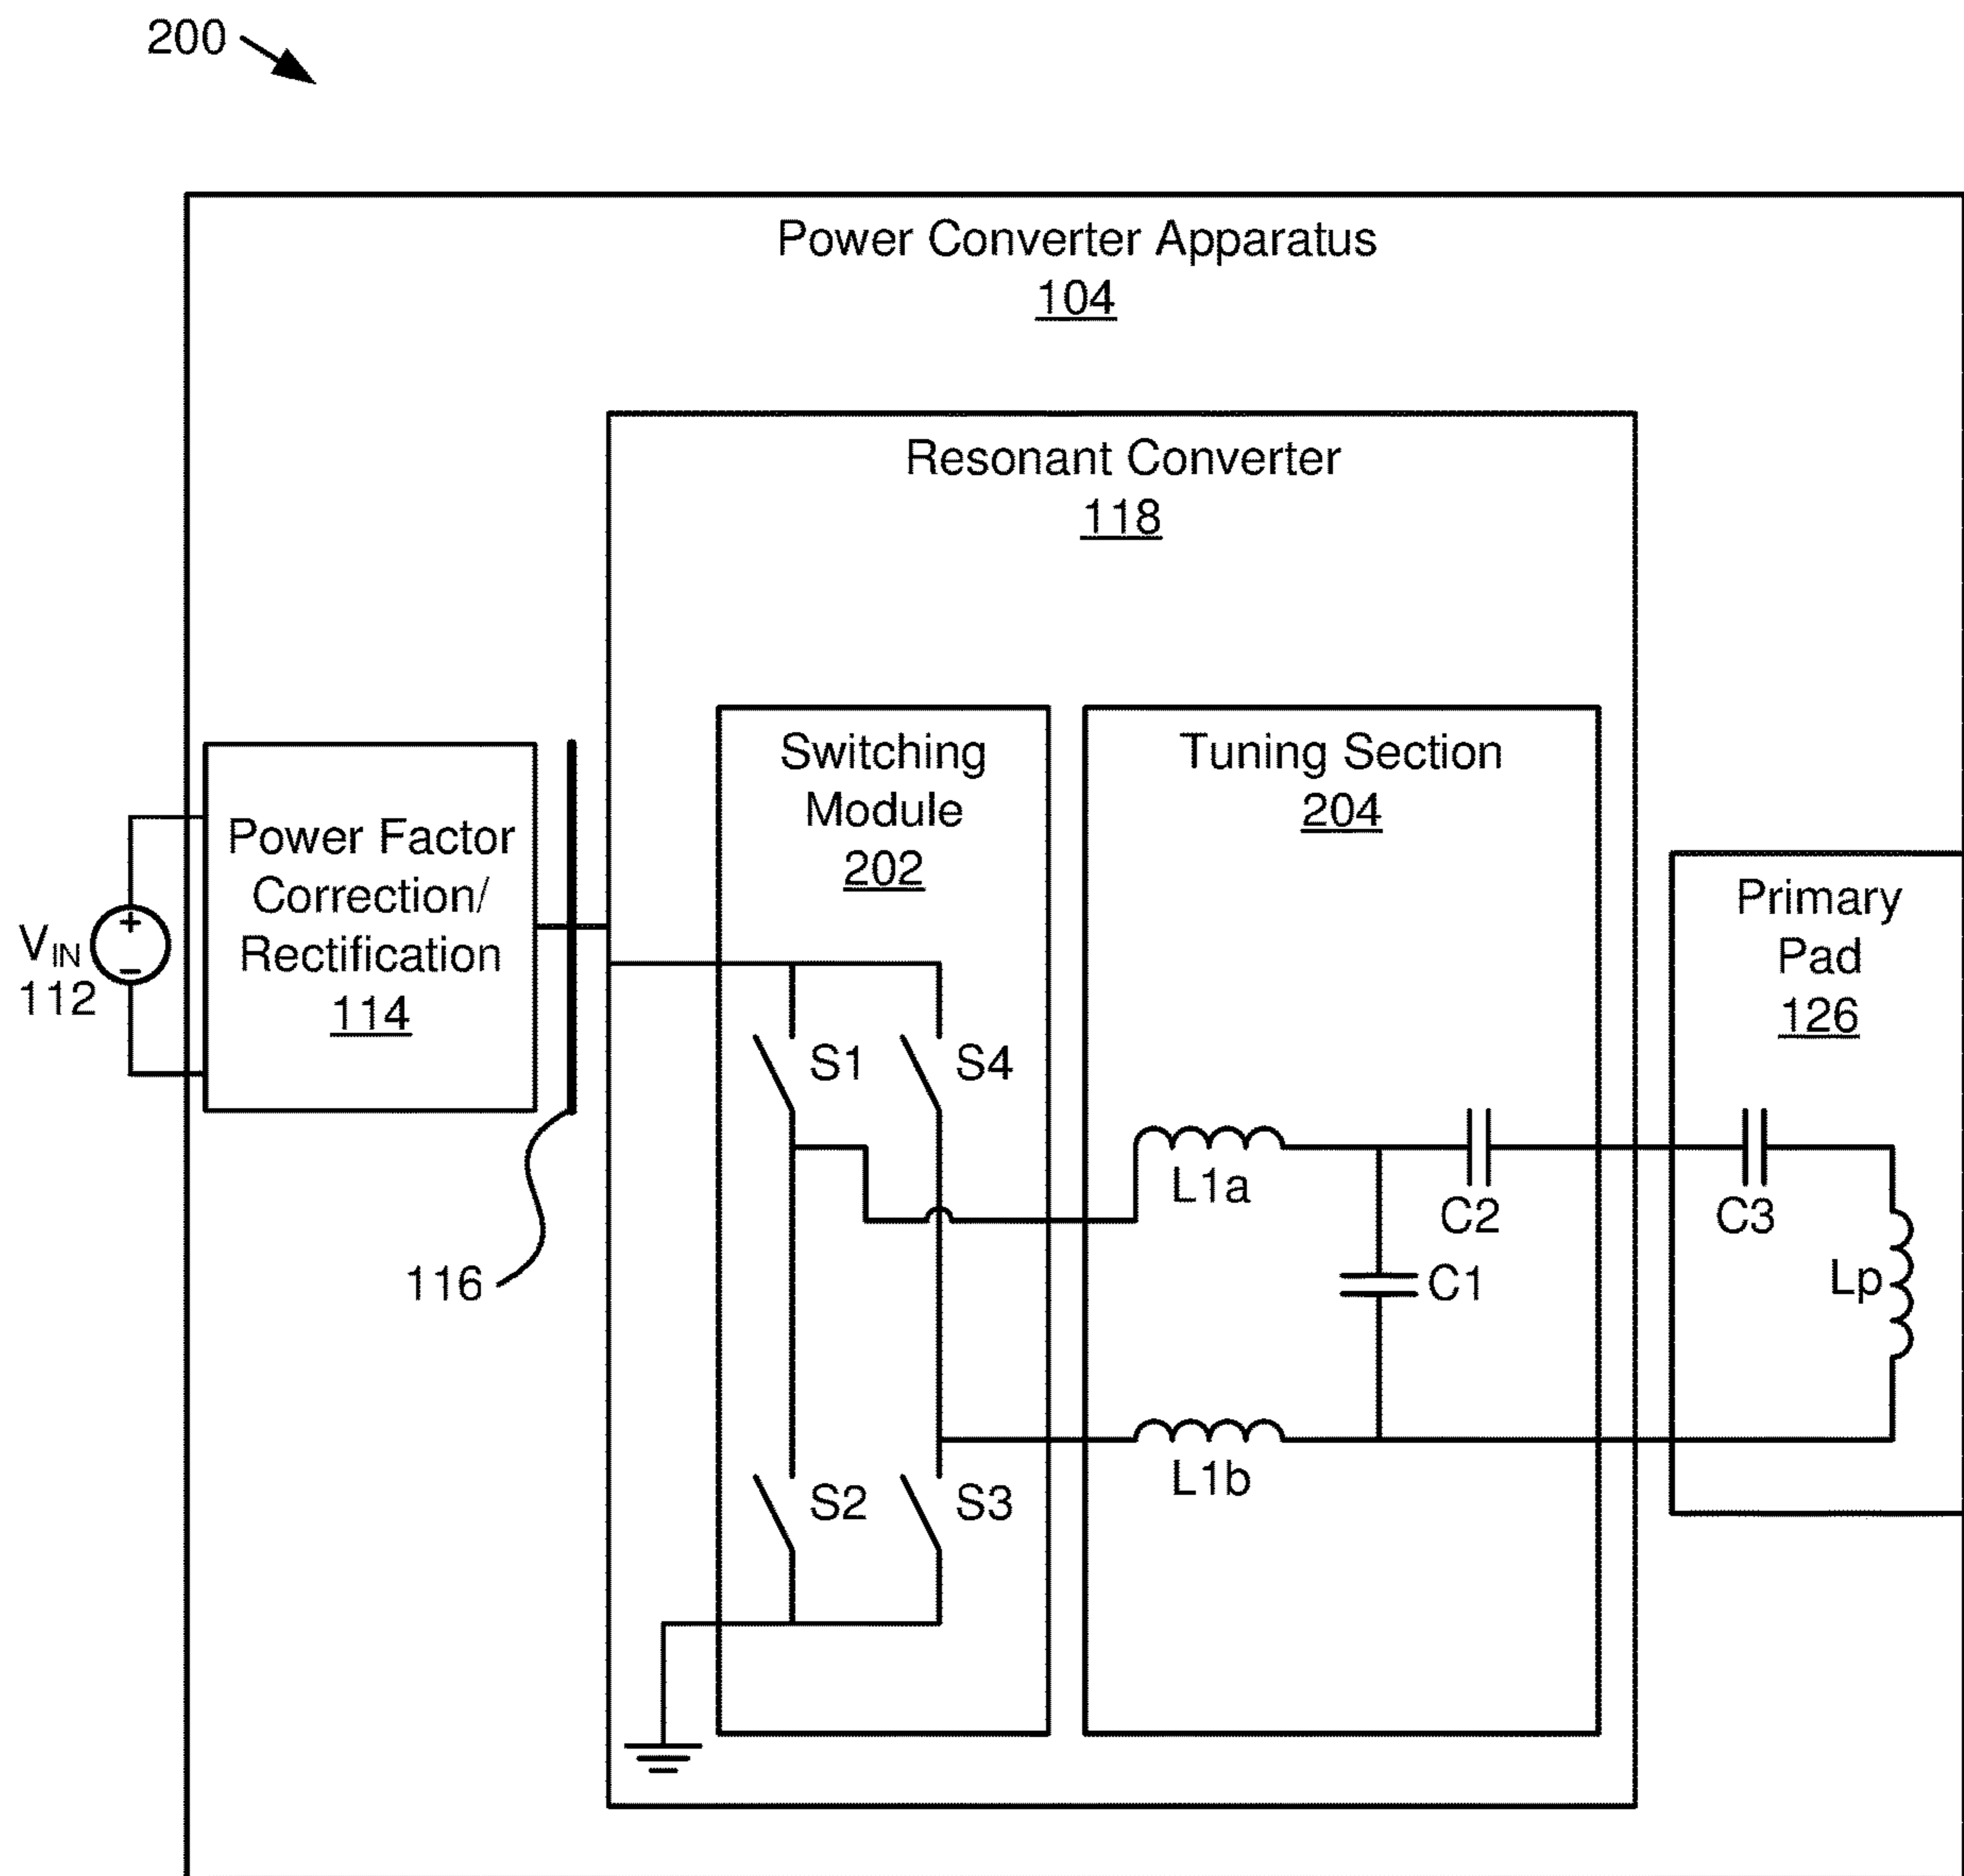 200
Power Converter Apparatus
104
Resonant Converter
118
Switching
Module
202
Tuning Section
204
Power Factor
Correction/
Rectification
114
Primary
Pad
126
+
−
VIN
112
S1
S4
L1a
C2
C3
116
C1
Lp
L1b
S2
S3